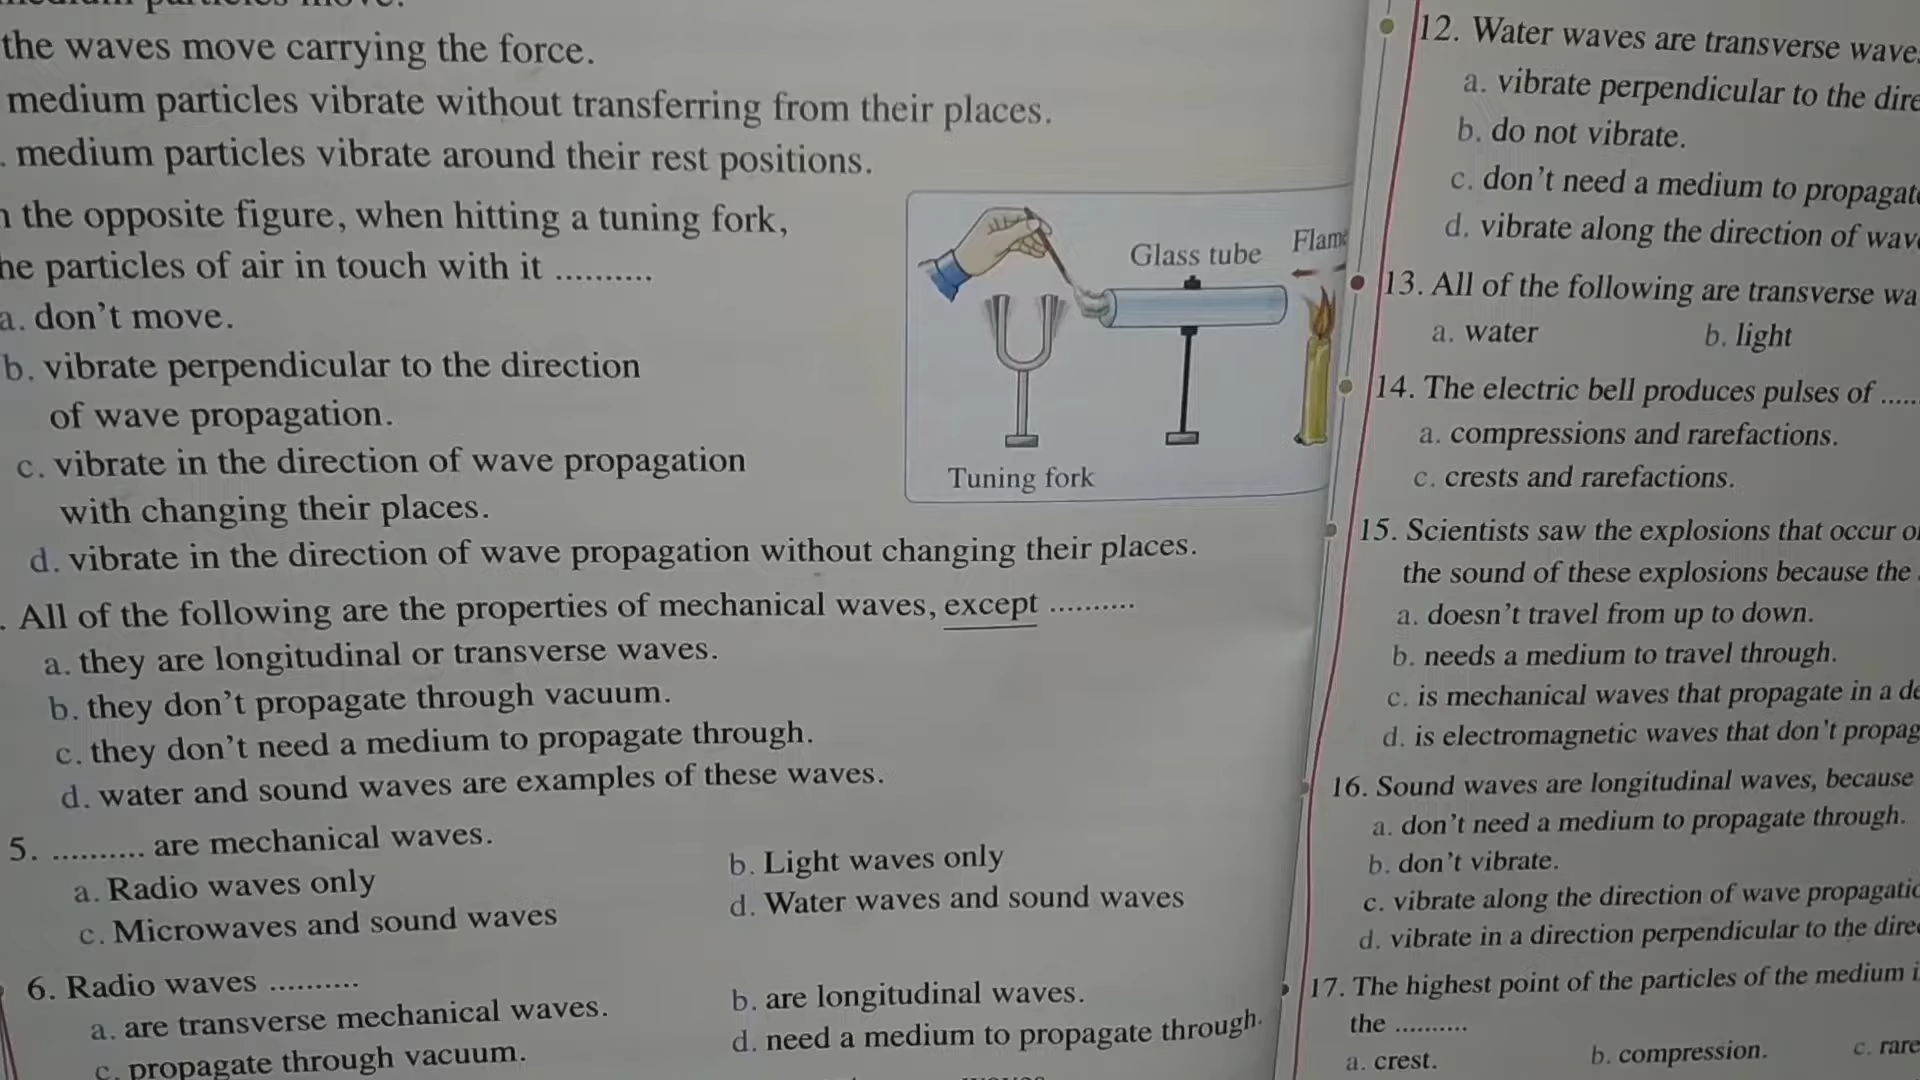 the waves move carrying the force.
medium particles vibrate without transferring from their places.
. medium particles vibrate around their rest positions.
the opposite figure, when hitting a tuning fork,
particles of air in touch with it ..........
a. don't move.
b. vibrate perpendicular to the direction
of wave propagation.
c. vibrate in the direction of wave propagation
with changing their places.
d. vibrate in the direction of wave propagation without changing their places.
Glass tube
Tuning fork
. All of the following are the properties of mechanical waves, except ..........
a. they are longitudinal or transverse waves.
b. they don't propagate through vacuum.
c. they don't need a medium to propagate through.
d. water and sound waves are examples of these waves.
5. .......... are mechanical waves.
a. Radio waves only
b. Light waves only
c. Microwaves and sound waves
d. Water waves and sound waves
6. Radio waves ..........
a. are transverse mechanical waves.
b. are longitudinal waves.
c. propagate through vacuum.
d. need a medium to propagate through.
12. Water waves are transverse
a. vibrate perpendicular to the
b. do not vibrate.
c. don't need a medium to
d. vibrate along the direction of
13. All of the following are transverse
a. water
b. light
14. The electric bell produces pulses of ......
a. compressions and rarefactions.
c. crests and rarefactions.
15. Scientists saw the explosions that occur
the sound of these explosions because the
a. doesn't travel from up to down.
b. needs a medium to travel through.
c. is mechanical waves that propagate in a
d. is electromagnetic waves that don't
16. Sound waves are longitudinal waves, because
a. don't need a medium to propagate through.
b. don't vibrate.
c. vibrate along the direction of wave
d. vibrate in a direction perpendicular to the
17. The highest point of the particles of the medium
the ..........
a. crest.
b. compression.
c.